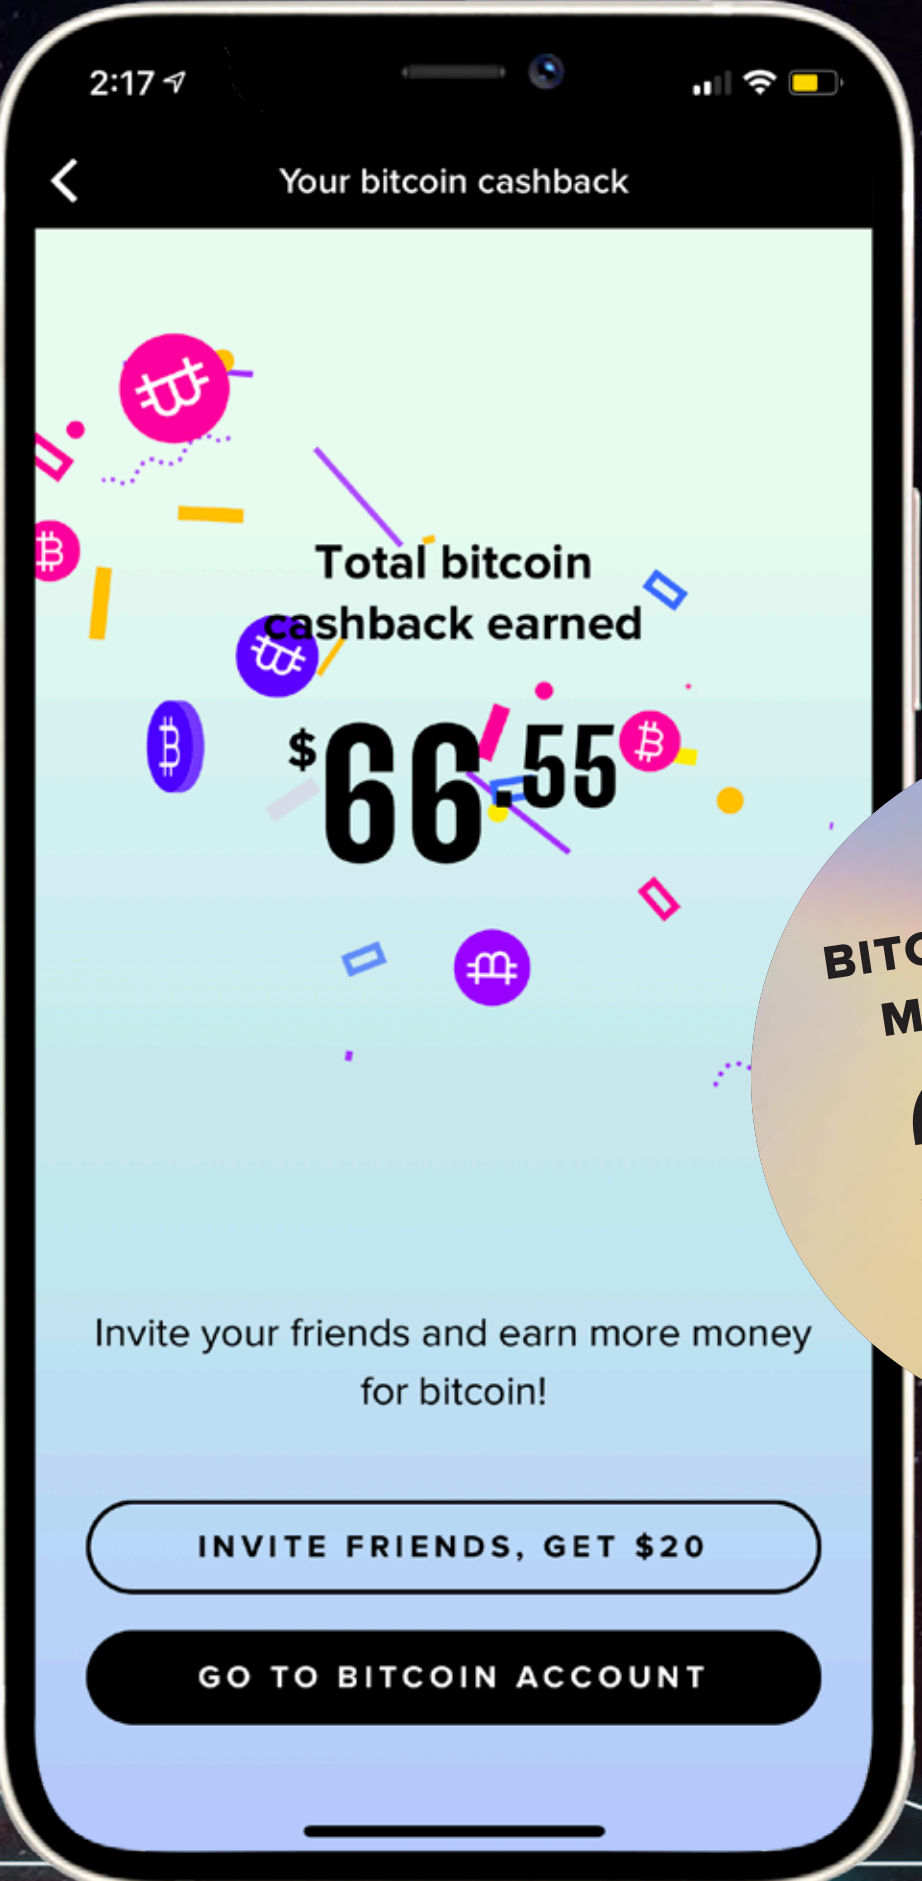 2:17
Your bitcoin cashback
Total bitcoin
cashback earned
$66.55
Invite your friends and earn more money
for bitcoin!
INVITE FRIENDS, GET $20
GO TO BITCOIN ACCOUNT